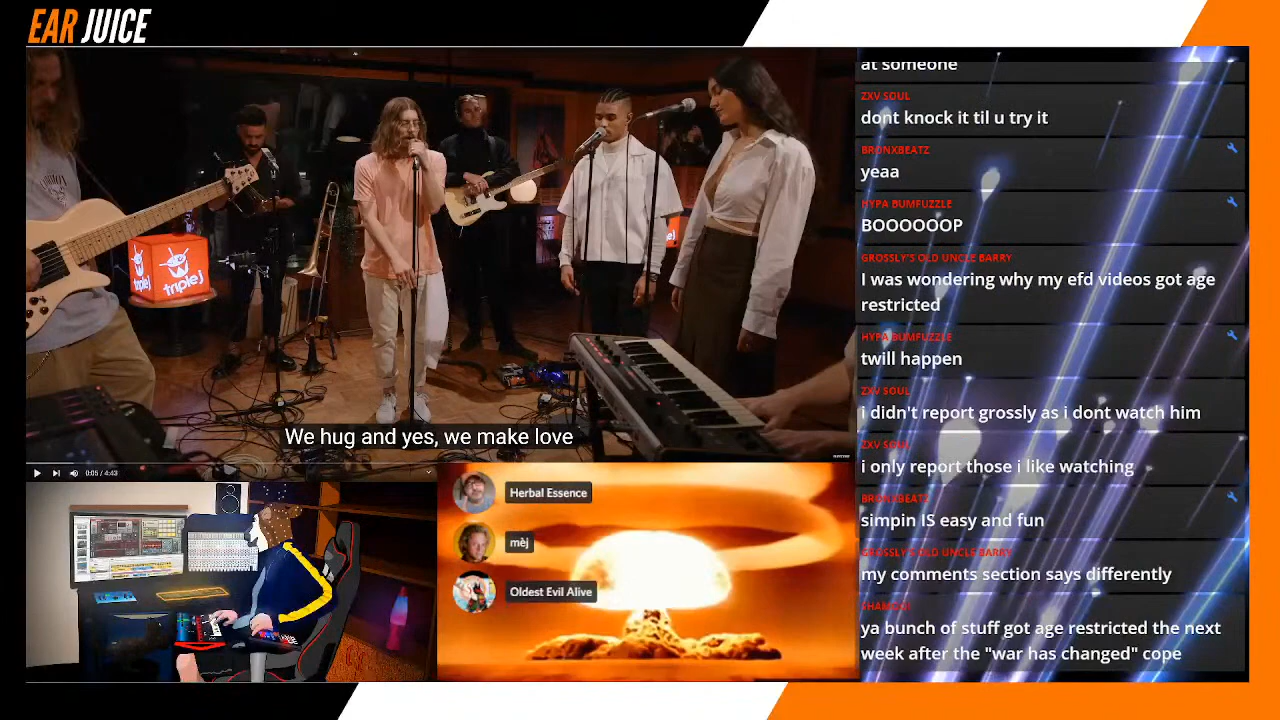 EAR JUICE
triple j
triple j
We hug and yes, we make love
0:05 / 4:43
Herbal Essence
mèj
Oldest Evil Alive
at someone
ZXV SOUL
dont knock it til u try it
BRONXBEATZ
yeaa
HYPA BUMFUZZLE
BOOOOOOP
GROSSLY'S OLD UNCLE BARRY
I was wondering why my efd videos got age
restricted
HYPA BUMFUZZLE
twill happen
ZXV SOUL
i didn't report grossly as i dont watch him
ZXV SOUL
i only report those i like watching
BRONXBEATZ
simpin IS easy and fun
GROSSLY'S OLD UNCLE BARRY
my comments section says differently
ya bunch of stuff got age restricted the next
week after the "war has changed" cope